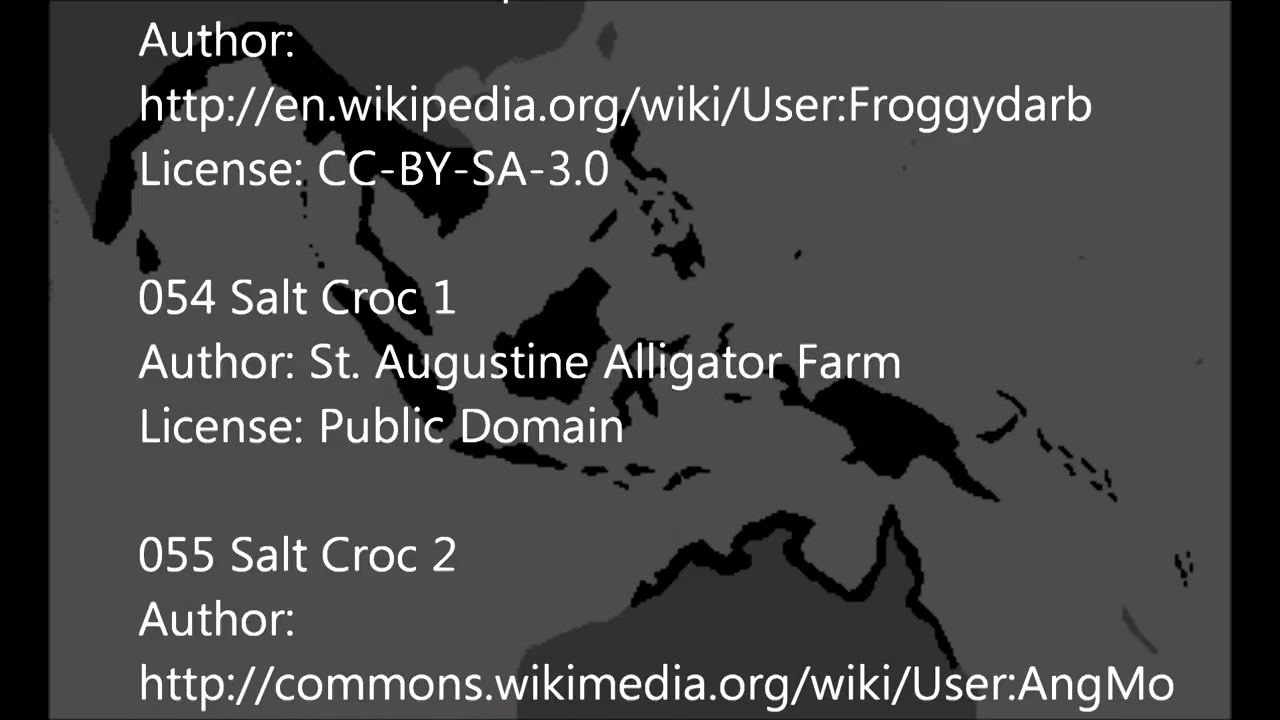 Author:
http://en.wikipedia.org/wiki/User:Froggydarb
License: CC-BY-SA-3.0
054 Salt Croc 1
Author: St. Augustine Alligator Farm
License: Public Domain
055 Salt Croc 2
Author:
http://commons.wikimedia.org/wiki/User:AngMo